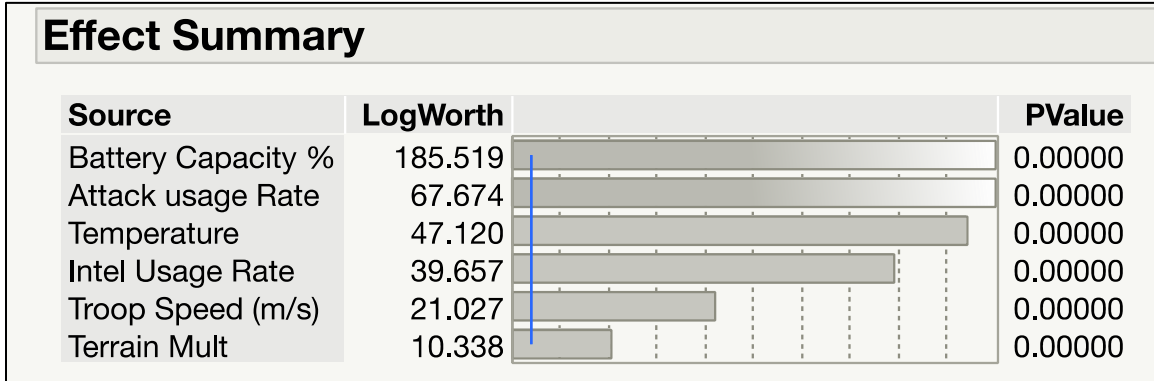 Effect Summary
Source LogWorth PValue
Battery Capacity % 185.519 0.00000
Attack usage Rate 67.674 0.00000
Temperature 47.120 0.00000
Intel Usage Rate 39.657 0.00000
Troop Speed (m/s) 21.027 0.00000
Terrain Mult 10.338 0.00000